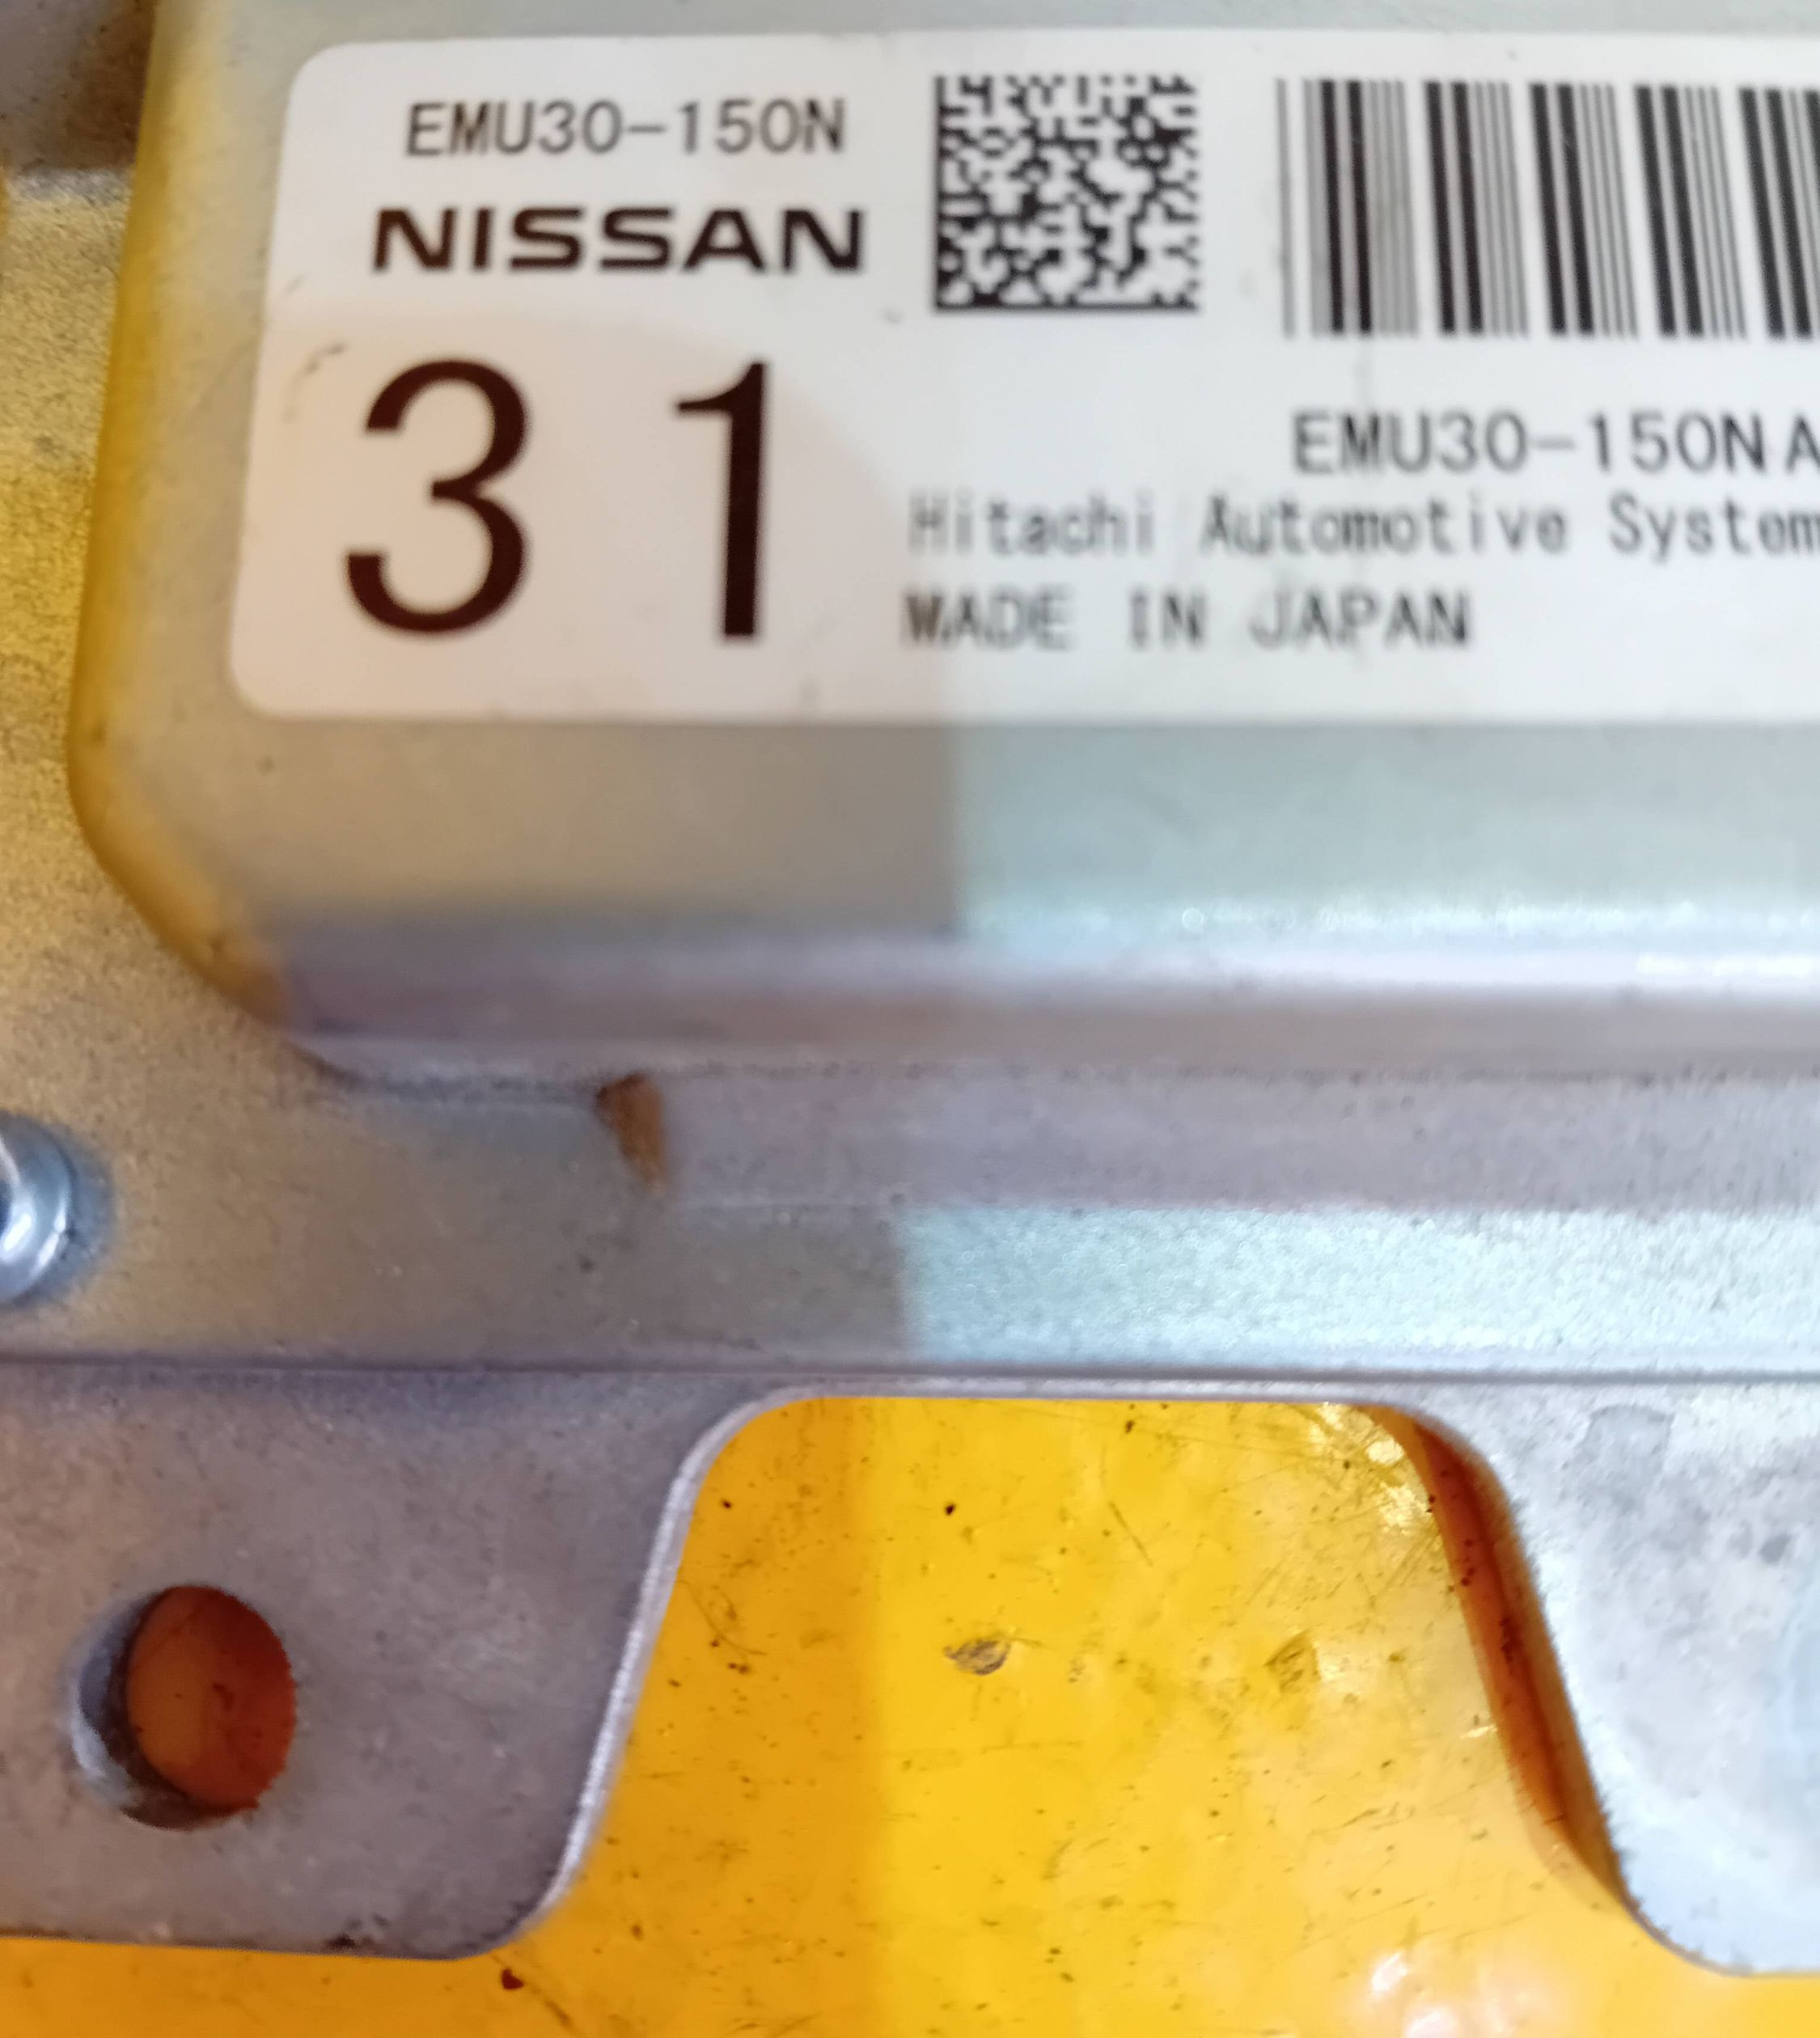 EMU30-150N
NISSAN
31
EMU30-150NA
Hitachi Automotive System
MADE IN JAPAN